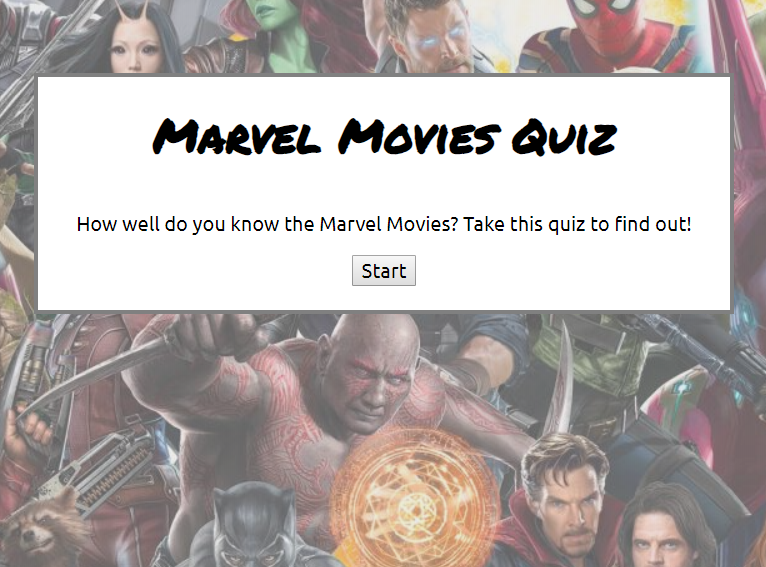 Marvel Movies Quiz
How well do you know the Marvel Movies? Take this quiz to find out!
Start